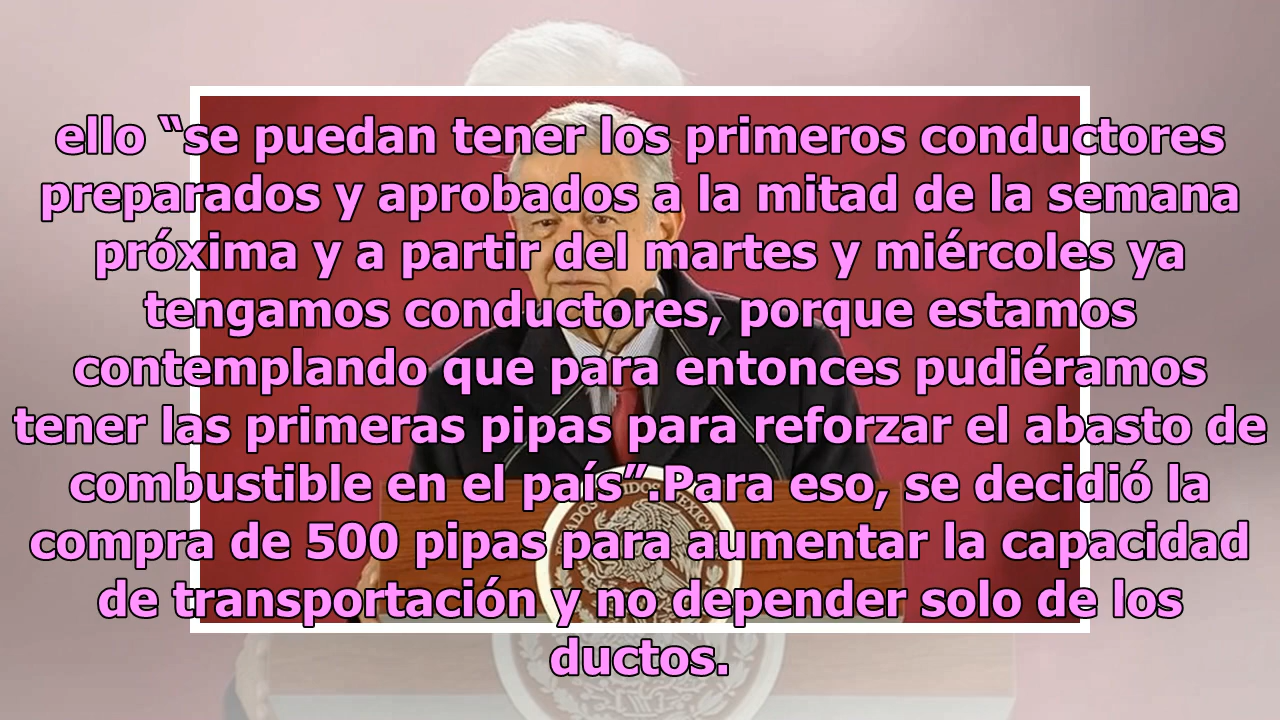 ello “se puedan tener los primeros conductores
preparados y aprobados a la mitad de la semana
próxima y a partir del martes y miércoles ya
tengamos conductores, porque estamos
contemplando que para entonces pudiéramos
tener las primeras pipas para reforzar el abasto de
combustible en el país”.Para eso, se decidió la
compra de 500 pipas para aumentar la capacidad
de transportación y no depender solo de los
ductos.